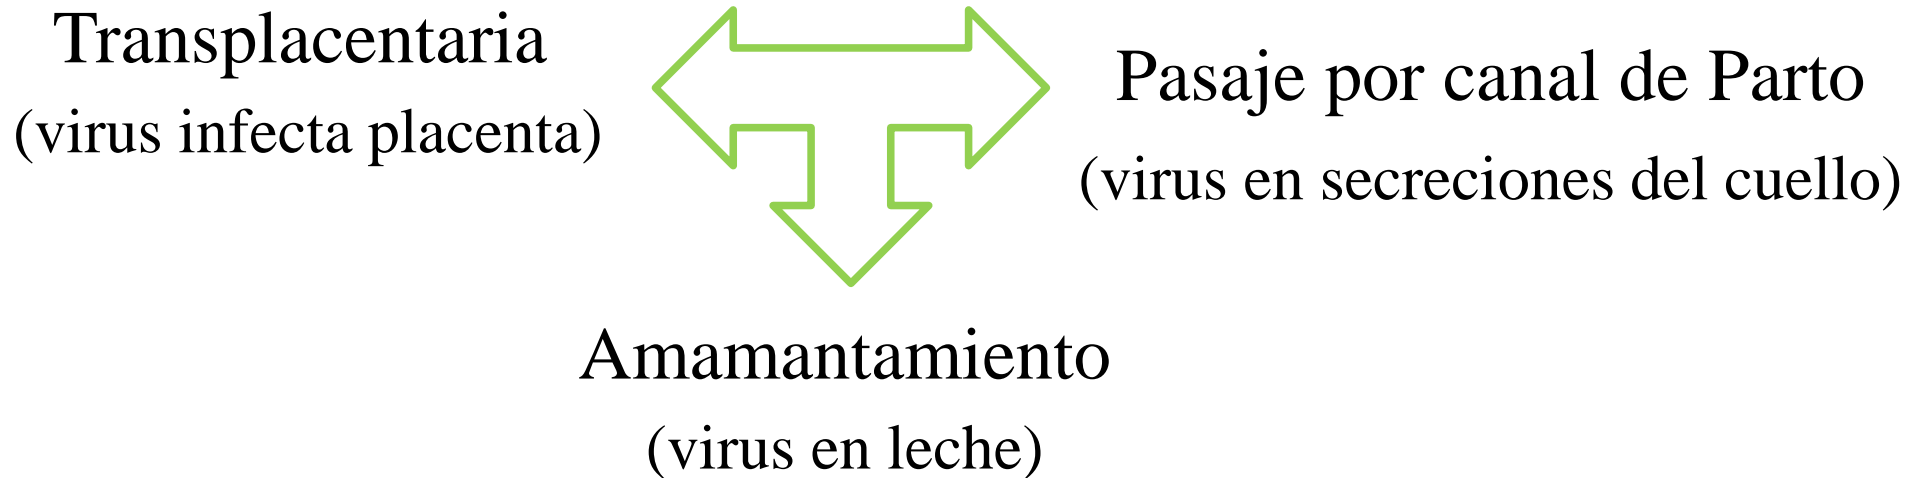 Transplacentaria
(virus infecta placenta)
Pasaje por canal de Parto
(virus en secreciones del cuello)
Amamantamiento
(virus en leche)